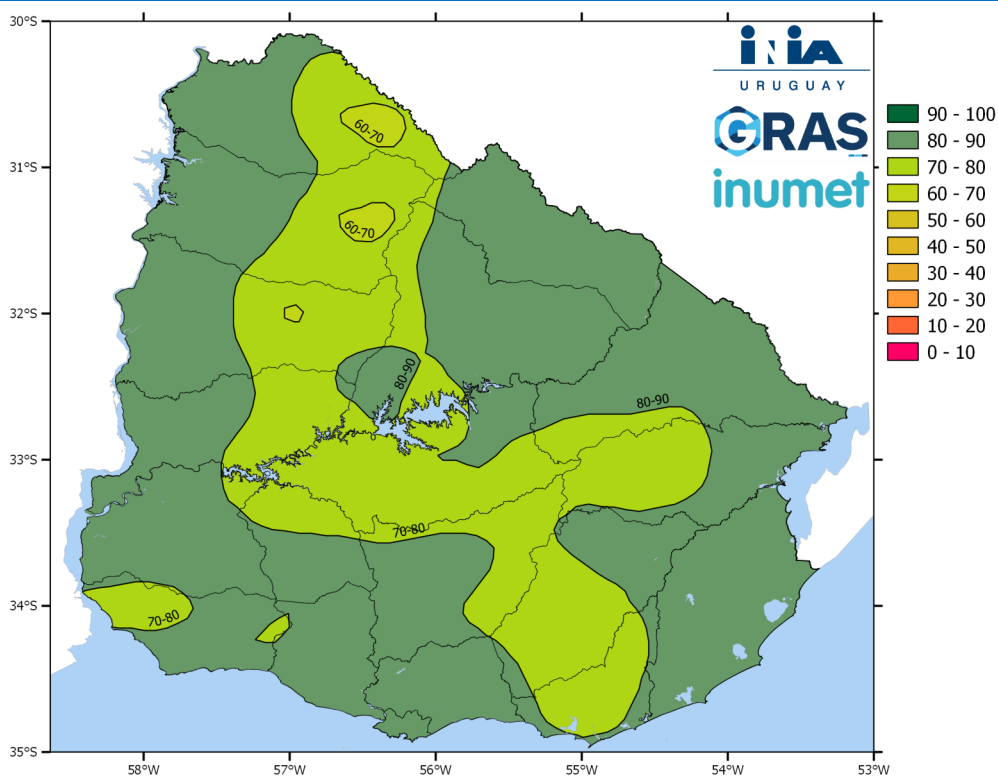 30°S
31°S
32°S
33°S
34°S
35°S
58°W
57°W
56°W
55°W
54°W
53°W
60-70
60-70
80-90
80-90
70-80
70-80
iNiA
URUGUAY
GRAS
inumet
90 - 100
80 - 90
70 - 80
60 - 70
50 - 60
40 - 50
30 - 40
20 - 30
10 - 20
0 - 10